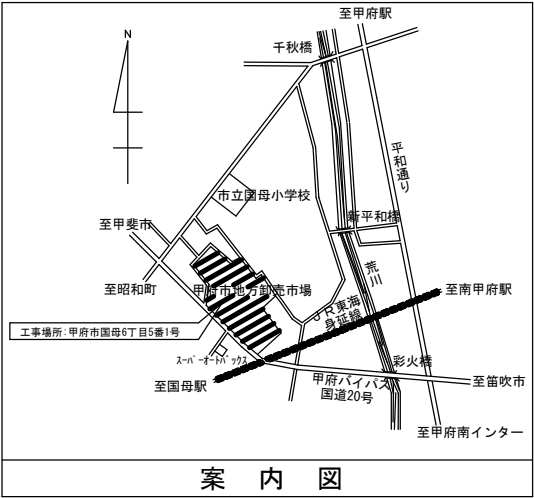 至甲府駅
千秋橋
N
平和通り
市立国母小学校
新平和橋
至甲斐市
荒川
至昭和町
甲府市地方卸売市場
至南甲府駅
JR東海
身延線
工事場所:甲府市国母6丁目5番1号
スーパーオートバックス
彩火橋
至国母駅
甲府バイパス
国道20号
至笛吹市
至甲府南インター
案内図